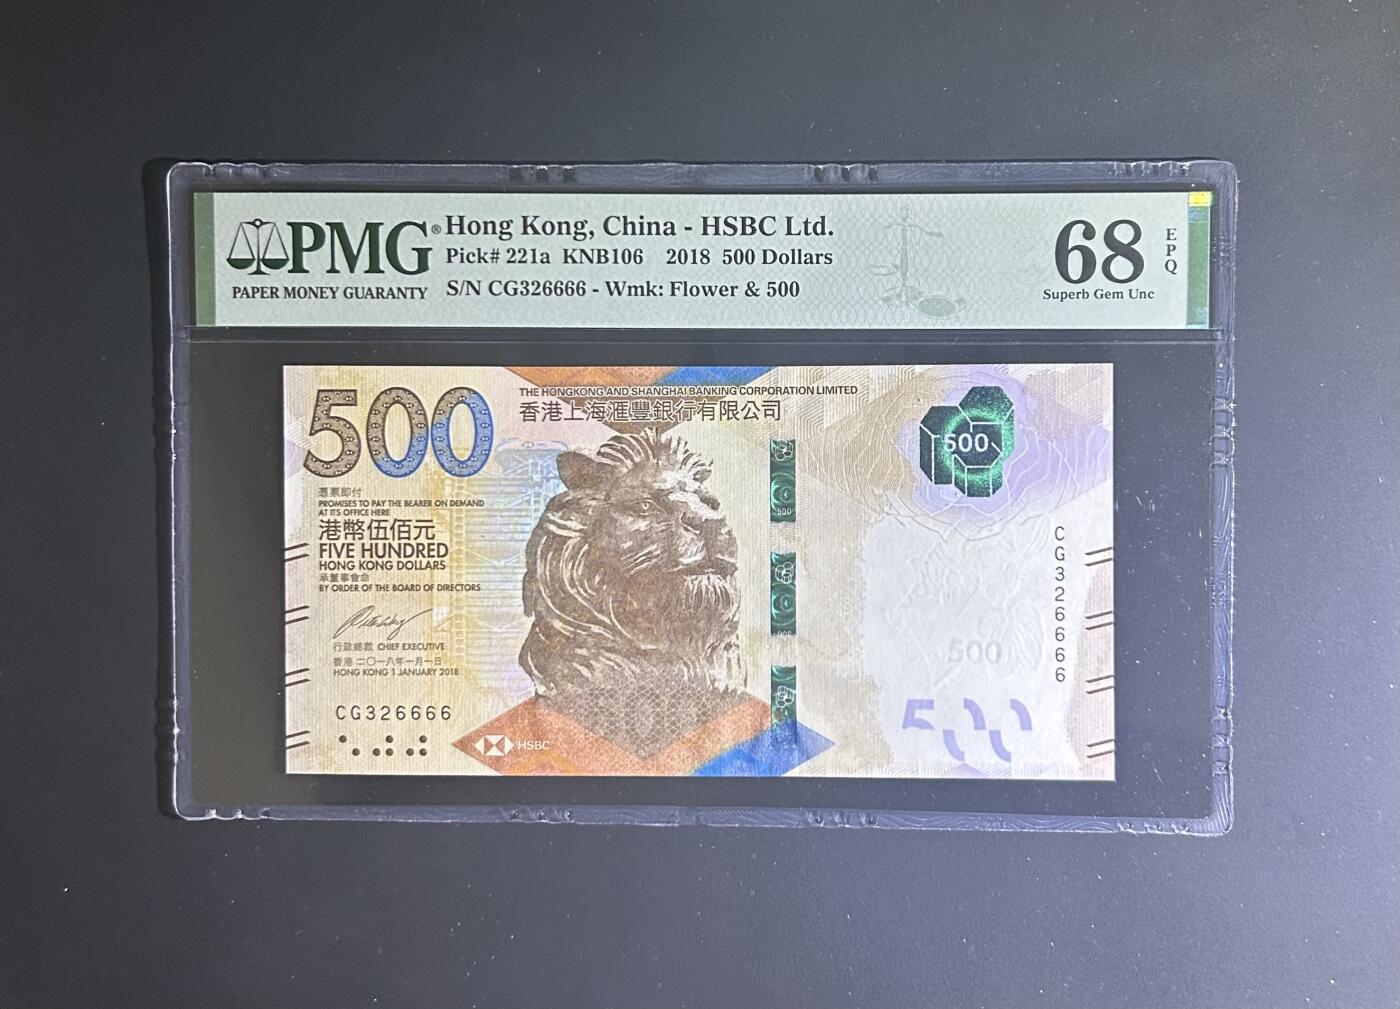 PMG®
PAPER MONEY GUARANTY
Hong Kong, China - HSBC Ltd.
Pick# 221a KNB106 2018 500 Dollars
S/N CG326666 - Wmk: Flower & 500
68
EPQ
Superb Gem Unc
500
THE HONGKONG AND SHANGHAI BANKING CORPORATION LIMITED
香港上海滙豐銀行有限公司
憑票即付
PROMISES TO PAY THE BEARER ON DEMAND
AT ITS OFFICE HERE
港幣伍佰元
FIVE HUNDRED
HONG KONG DOLLARS
承董事會命
BY ORDER OF THE BOARD OF DIRECTORS
行政總裁 CHIEF EXECUTIVE
香港 二〇一八年一月一日
HONG KONG 1 JANUARY 2018
CG326666
HSBC
500
500
500
CG326666
500
500